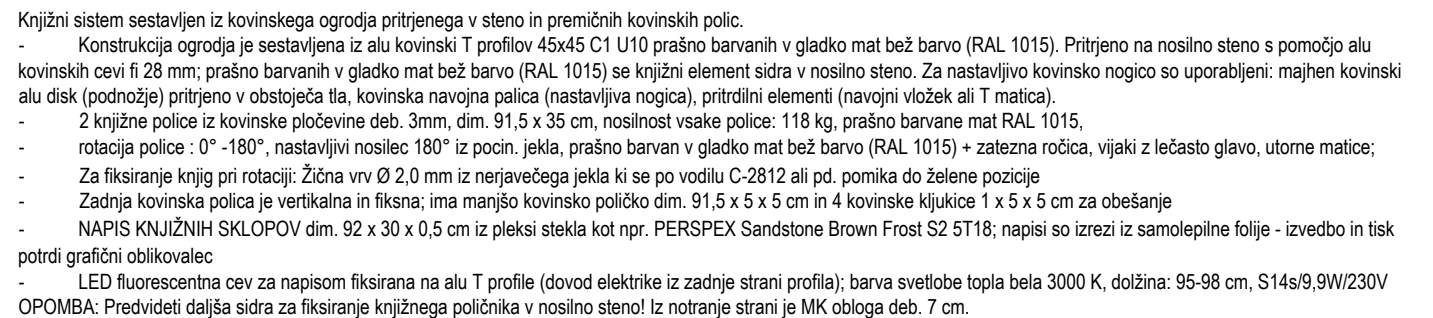 Knjižni sistem sestavljen iz kovinskega ogrodja pritrjenega v steno in premičnih kovinskih polic.
- Konstrukcija ogrodja je sestavljena iz alu kovinski T profilov 45x45 C1 U10 prašno barvanih v gladko mat bež barvo (RAL 1015). Pritrjeno na nosilno steno s pomočjo alu
kovinskih cevi fi 28 mm; prašno barvanih v gladko mat bež barvo (RAL 1015) se knjižni element sidra v nosilno steno. Za nastavljivo kovinsko nogico so uporabljeni: majhen kovinski
alu disk (podnožje) pritrjeno v obstoječa tla, kovinska navojna palica (nastavljiva nogica), pritrdilni elementi (navojni vložek ali T matica).
- 2 knjižne police iz kovinske pločevine deb. 3mm, dim. 91,5 x 35 cm, nosilnost vsake police: 118 kg, prašno barvane mat RAL 1015,
- rotacija police : 0° -180°, nastavljivi nosilec 180° iz pocin. jekla, prašno barvan v gladko mat bež barvo (RAL 1015) + zatezna ročica, vijaki z lečasto glavo, utorne matice;
- Za fiksiranje knjig pri rotaciji: Žična vrv Ø 2,0 mm iz nerjavečega jekla ki se po vodilu C-2812 ali pd. pomika do želene pozicije
- Zadnja kovinska polica je vertikalna in fiksna; ima manjšo kovinsko poličko dim. 91,5 x 5 x 5 cm in 4 kovinske kljukice 1 x 5 x 5 cm za obešanje
- NAPIS KNJIŽNIH SKLOPOV dim. 92 x 30 x 0,5 cm iz pleksi stekla kot npr. PERSPEX Sandstone Brown Frost S2 5T18; napisi so izrezi iz samolepilne folije - izvedbo in tisk
potrdi grafični oblikovalec
- LED fluorescentna cev za napisom fiksirana na alu T profile (dovod elektrike iz zadnje strani profila); barva svetlobe topla bela 3000 K, dolžina: 95-98 cm, S14s/9,9W/230V
OPOMBA: Predvideti daljša sidra za fiksiranje knjižnega poličnika v nosilno steno! Iz notranje strani je MK obloga deb. 7 cm.